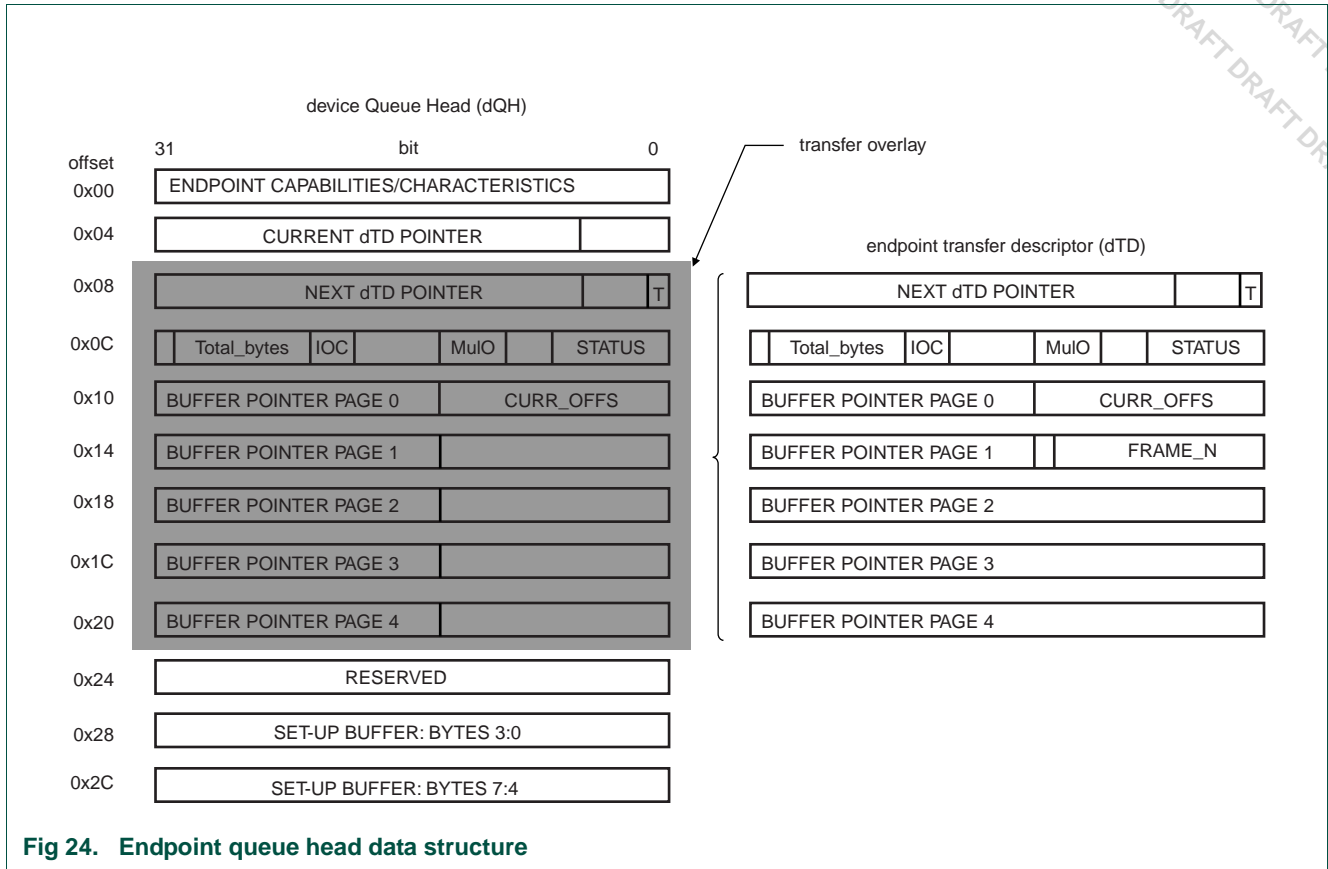 DRAFT DRAFT
DRAFT DRAFT
device Queue Head (dQH)
31 bit 0
offset
transfer overlay
0x00 ENDPOINT CAPABILITIES/CHARACTERISTICS
0x04 CURRENT dTD POINTER
endpoint transfer descriptor (dTD)
0x08 NEXT dTD POINTER T NEXT dTD POINTER T
0x0C Total_bytes IOC MulO STATUS Total_bytes IOC MulO STATUS
0x10 BUFFER POINTER PAGE 0 CURR_OFFS BUFFER POINTER PAGE 0 CURR_OFFS
0x14 BUFFER POINTER PAGE 1 BUFFER POINTER PAGE 1 FRAME_N
0x18 BUFFER POINTER PAGE 2 BUFFER POINTER PAGE 2
0x1C BUFFER POINTER PAGE 3 BUFFER POINTER PAGE 3
0x20 BUFFER POINTER PAGE 4 BUFFER POINTER PAGE 4
0x24 RESERVED
0x28 SET-UP BUFFER: BYTES 3:0
0x2C SET-UP BUFFER: BYTES 7:4
Fig 24. Endpoint queue head data structure